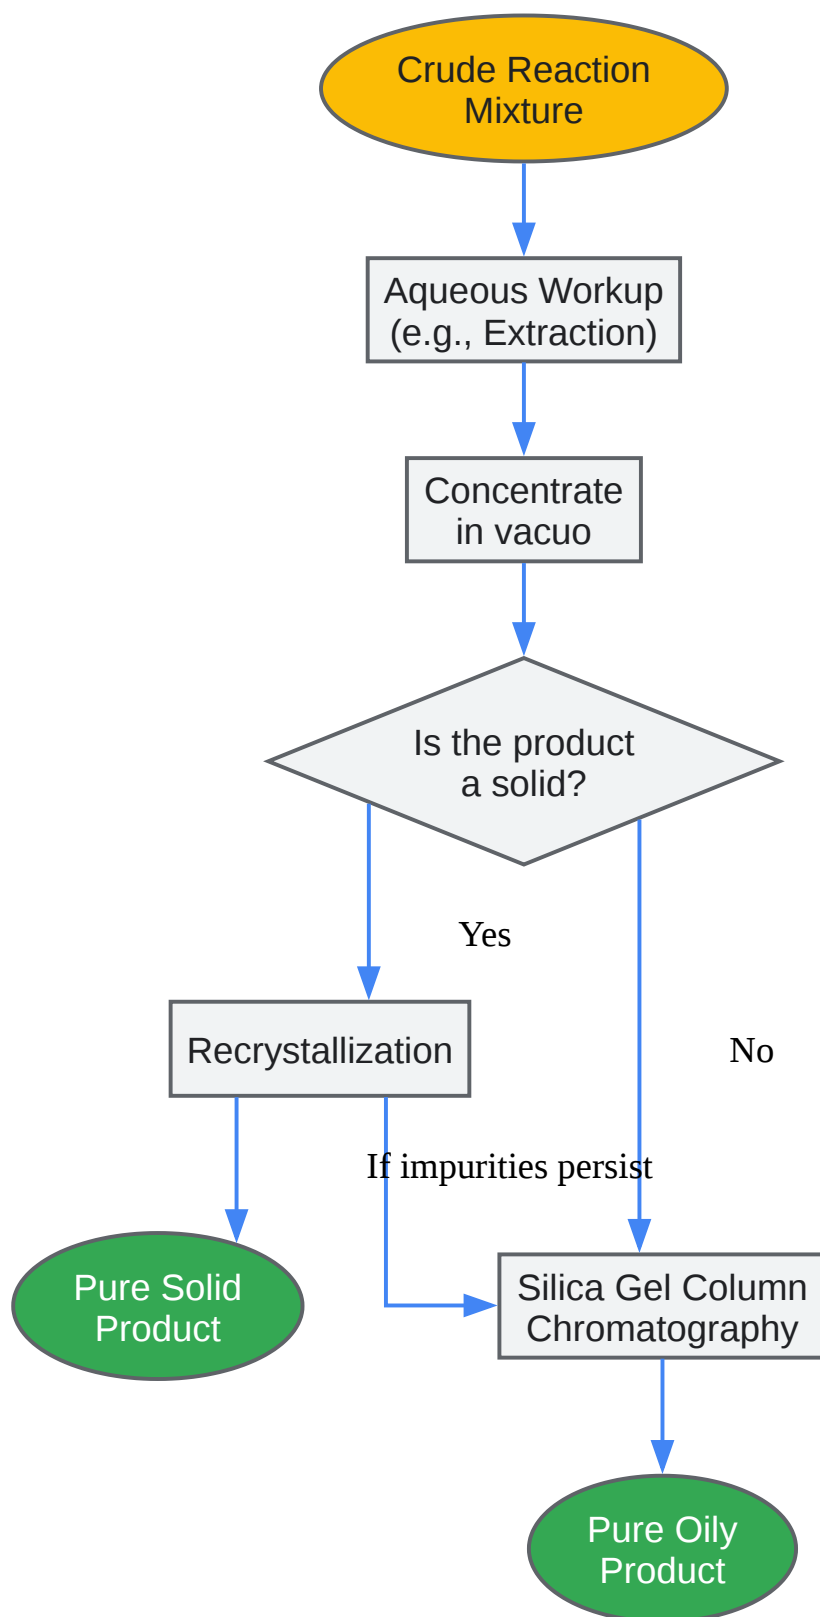 Crude Reaction
Mixture
Aqueous Workup
(e.g., Extraction)
Concentrate
in vacuo
Is the product
a solid?
Yes
Recrystallization
No
If impurities persist
Pure Solid
Product
Silica Gel Column
Chromatography
Pure Oily
Product